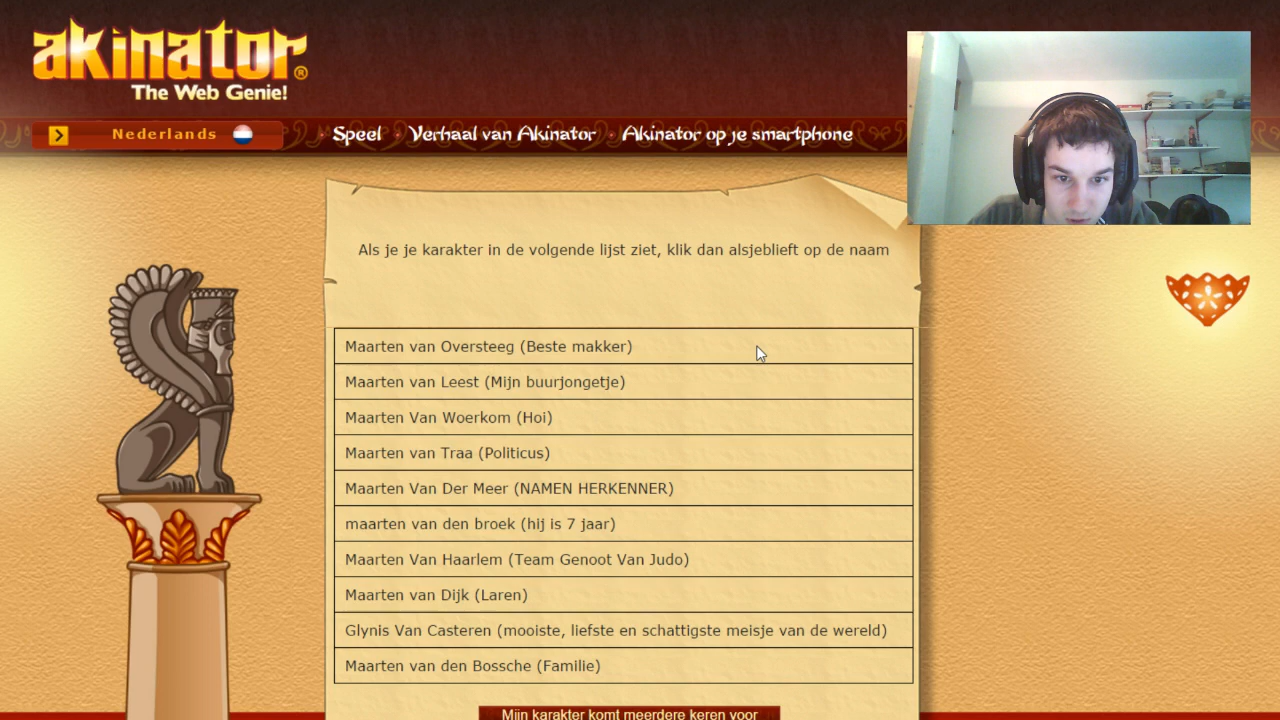 akinator®
The Web Genie!
Nederlands
Speel
Verhaal van Akinator
Akinator op je smartphone
Als je je karakter in de volgende lijst ziet, klik dan alsjeblieft op de naam
Maarten van Oversteeg (Beste makker)
Maarten van Leest (Mijn buurjongetje)
Maarten Van Woerkom (Hoi)
Maarten van Traa (Politicus)
Maarten Van Der Meer (NAMEN HERKENNER)
maarten van den broek (hij is 7 jaar)
Maarten Van Haarlem (Team Genoot Van Judo)
Maarten van Dijk (Laren)
Glynis Van Casteren (mooiste, liefste en schattigste meisje van de wereld)
Maarten van den Bossche (Familie)
Mijn karakter komt meerdere keren voor